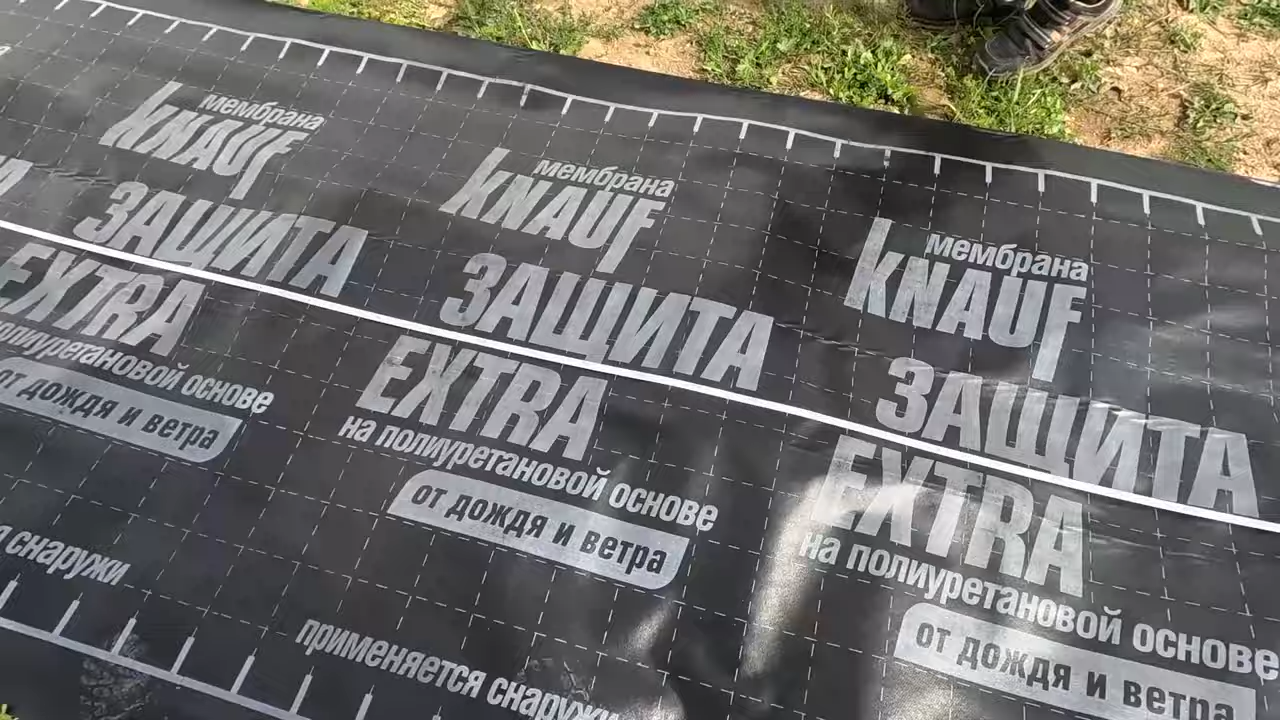 мембрана
KNAUF
ЗАЩИТА
EXTRA
полиуретановой основе
от дождя и ветра
снаружи
мембрана
KNAUF
ЗАЩИТА
EXTRA
на полиуретановой основе
от дождя и ветра
применяется снаружи
мембрана
KNAUF
ЗАЩИТА
EXTRA
на полиуретановой основе
от дождя и ветра